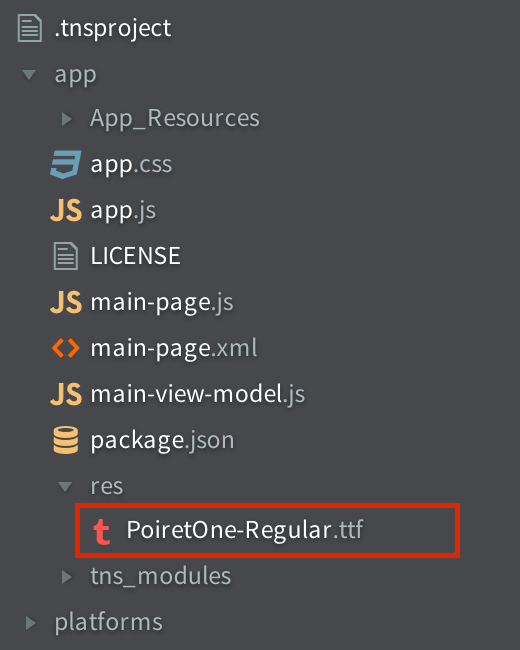 .tnsproject
app
App_Resources
app.css
JS app.js
LICENSE
JS main-page.js
main-page.xml
JS main-view-model.js
package.json
res
t PoiretOne-Regular.ttf
tns_modules
platforms